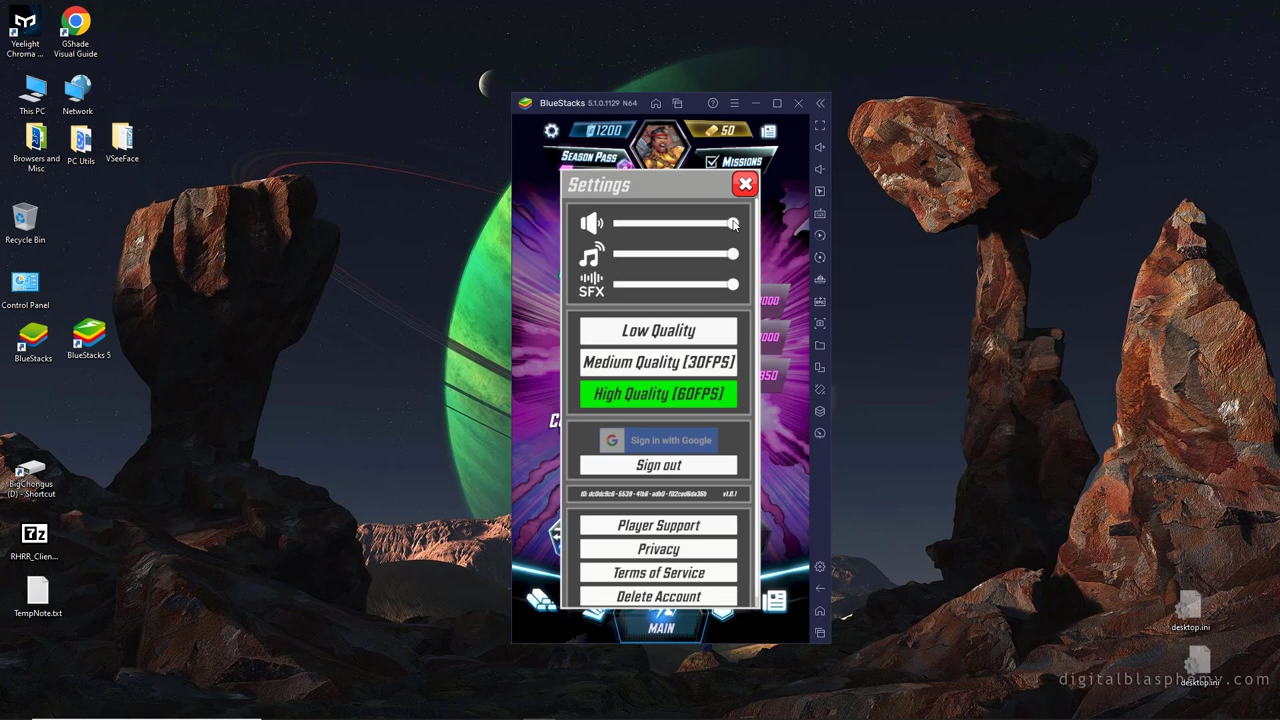 Yeelight
Chroma ...
GShade
Visual Guide
This PC
Network
Browsers and
Misc
PC Utils
VSeeFace
Recycle Bin
Control Panel
BlueStacks
BlueStacks 5
BigChongus
(D) - Shortcut
RHRR_Clien...
TempNote.txt
BlueStacks 5.1.0.1129 N64
1200
50
SEASON PASS
MISSIONS
Settings
SFX
Low Quality
Medium Quality [30FPS]
High Quality [60FPS]
Sign in with Google
Sign out
v1.0.1
Player Support
Privacy
Terms of Service
Delete Account
MAIN
desktop.ini
desktop.ini
digitalblasphemy.com